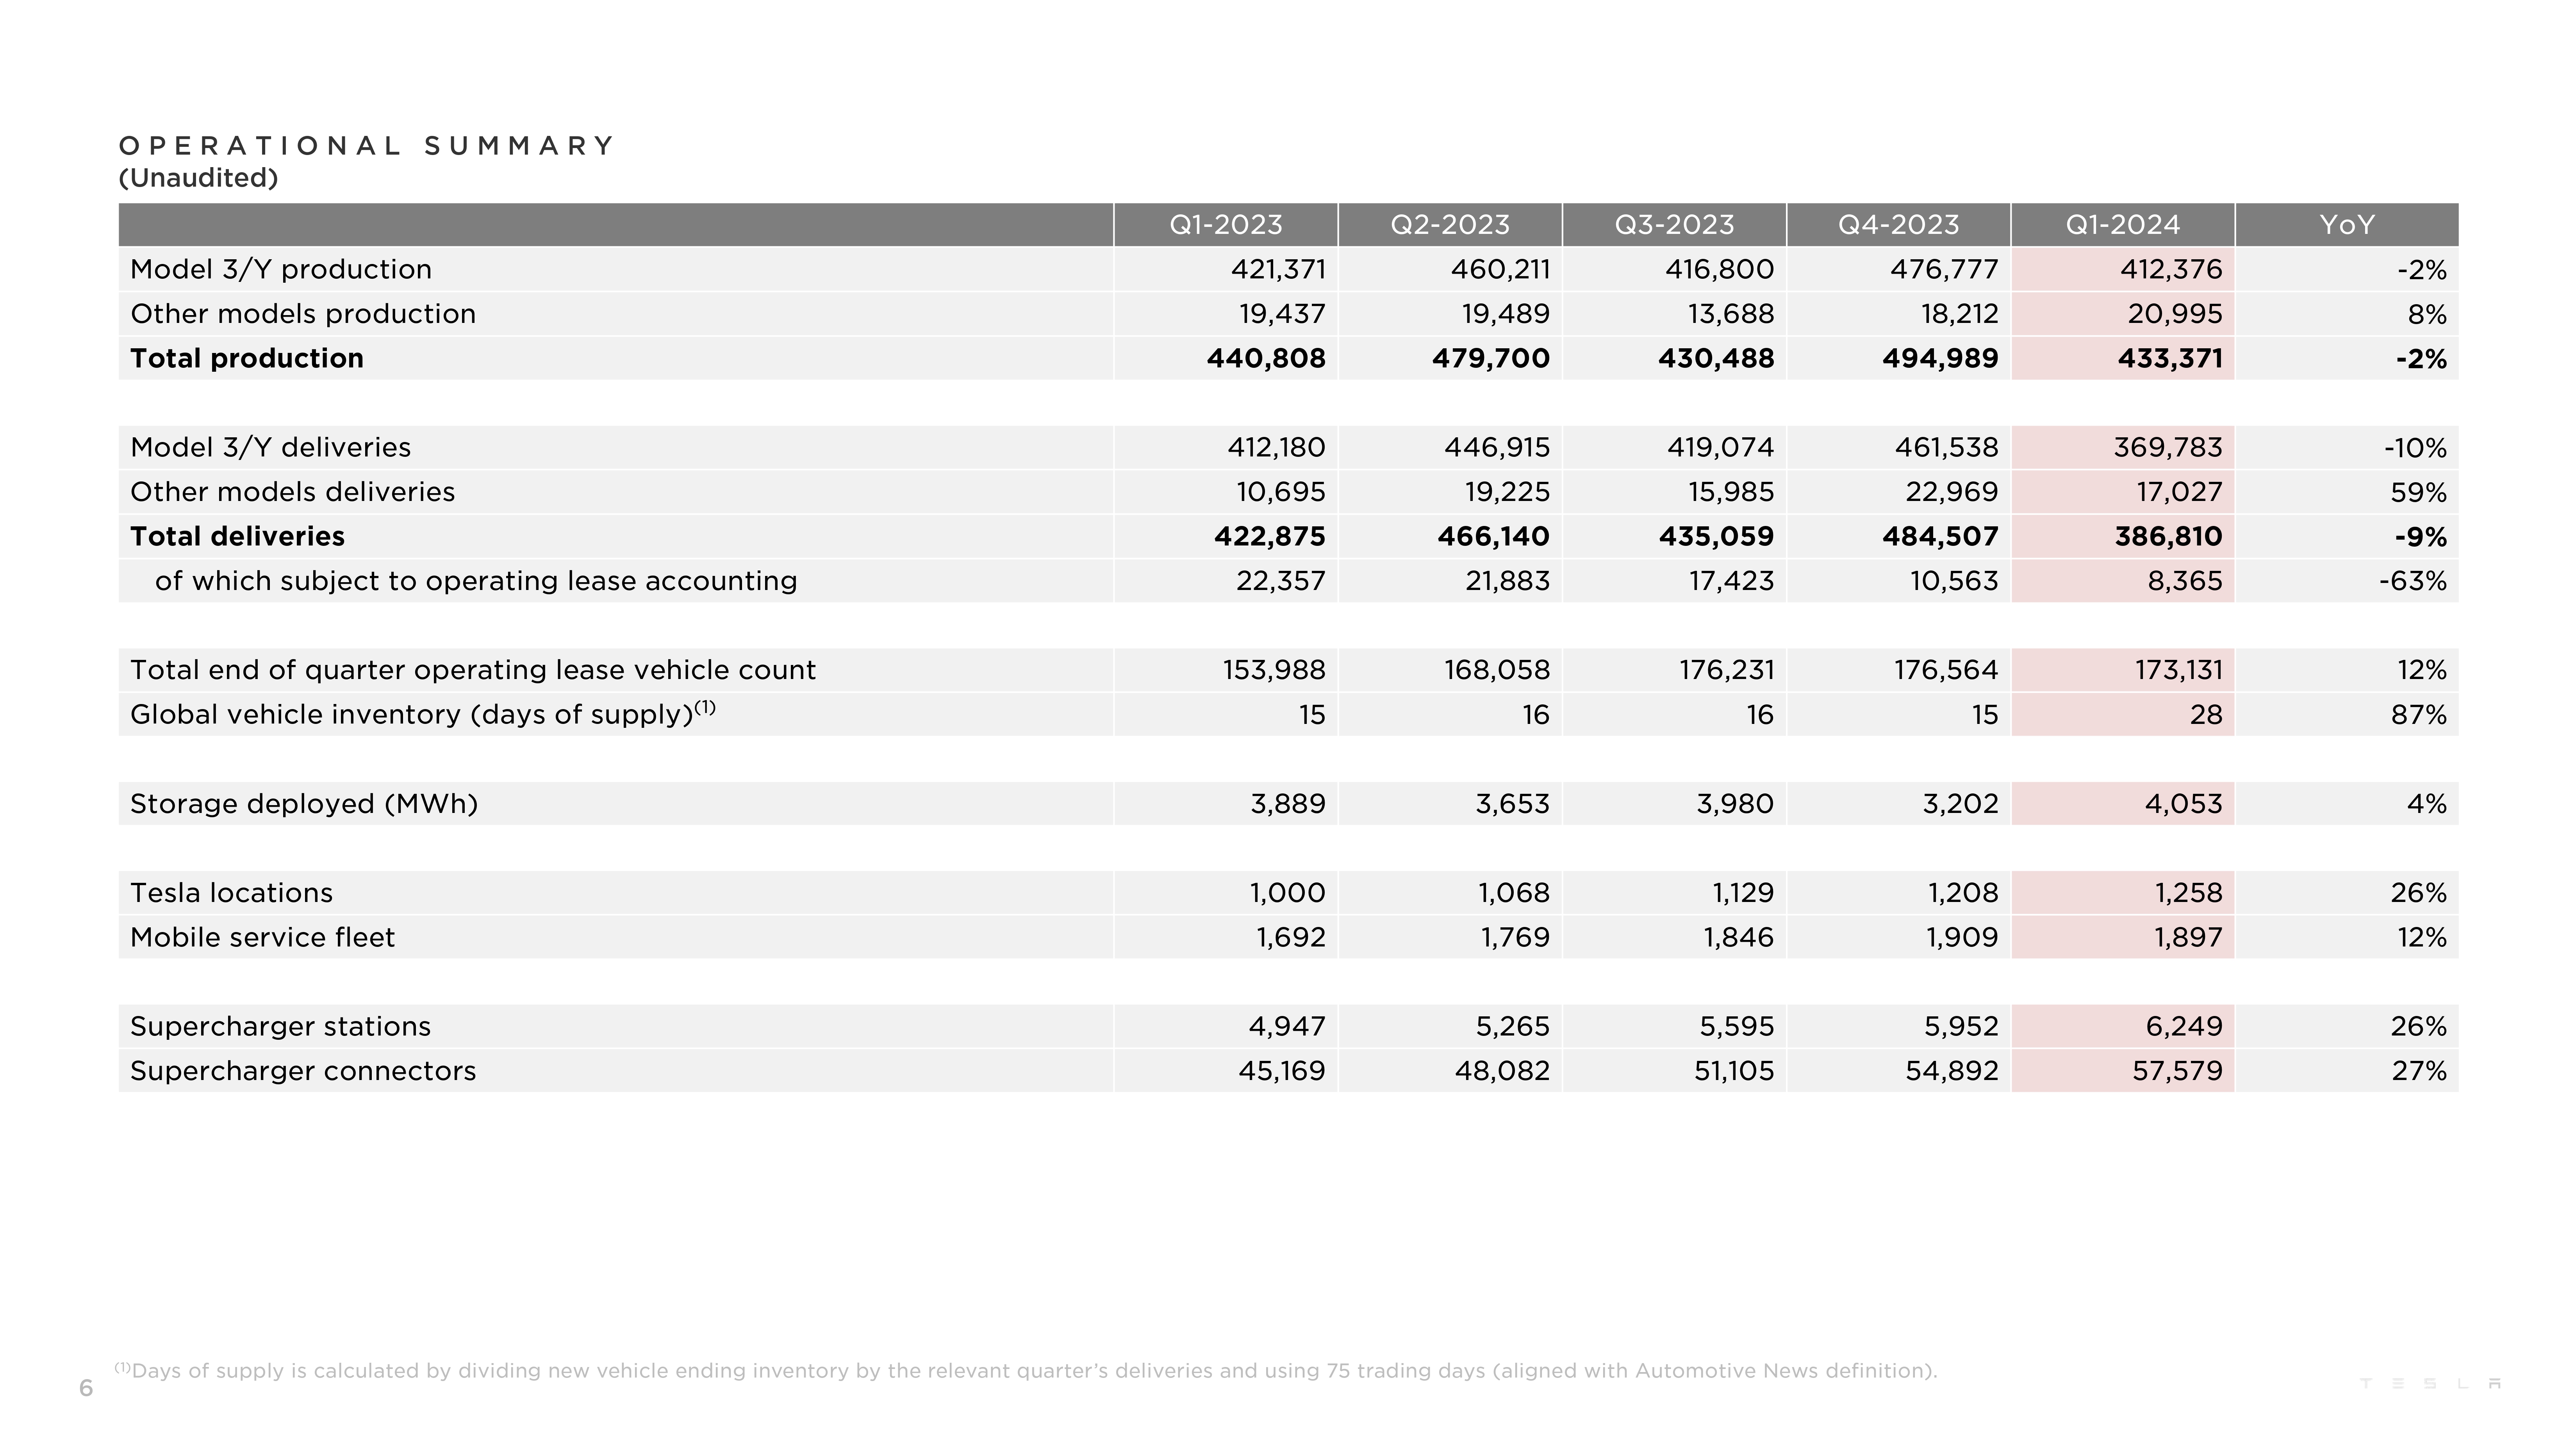 OPERATIONAL SUMMARY
(Unaudited)
Q1-2023 Q2-2023 Q3-2023 Q4-2023 Q1-2024 YoY
Model 3/Y production 421,371 460,211 416,800 476,777 412,376 -2%
Other models production 19,437 19,489 13,688 18,212 20,995 8%
Total production 440,808 479,700 430,488 494,989 433,371 -2%
Model 3/Y deliveries 412,180 446,915 419,074 461,538 369,783 -10%
Other models deliveries 10,695 19,225 15,985 22,969 17,027 59%
Total deliveries 422,875 466,140 435,059 484,507 386,810 -9%
of which subject to operating lease accounting 22,357 21,883 17,423 10,563 8,365 -63%
Total end of quarter operating lease vehicle count 153,988 168,058 176,231 176,564 173,131 12%
Global vehicle inventory (days of supply)(1) 15 16 16 15 28 87%
Storage deployed (MWh) 3,889 3,653 3,980 3,202 4,053 4%
Tesla locations 1,000 1,068 1,129 1,208 1,258 26%
Mobile service fleet 1,692 1,769 1,846 1,909 1,897 12%
Supercharger stations 4,947 5,265 5,595 5,952 6,249 26%
Supercharger connectors 45,169 48,082 51,105 54,892 57,579 27%
(1)Days of supply is calculated by dividing new vehicle ending inventory by the relevant quarter's deliveries and using 75 trading days (aligned with Automotive News definition).
6
TESLA